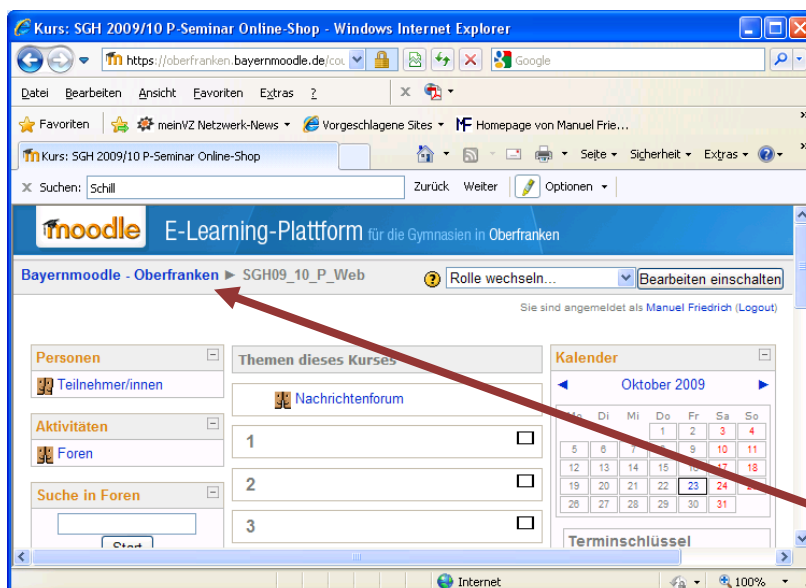 Kurs: SGH 2009/10 P-Seminar Online-Shop - Windows Internet Explorer
https://oberfranken.bayernmoodle.de/cou
Google
Datei Bearbeiten Ansicht Favoriten Extras ?
Favoriten meinVZ Netzwerk-News Vorgeschlagene Sites Homepage von Manuel Frie...
Kurs: SGH 2009/10 P-Seminar Online-Shop Seite Sicherheit Extras
X Suchen: Schill Zurück Weiter Optionen
moodle E-Learning-Plattform für die Gymnasien in Oberfranken
Bayernmoodle - Oberfranken ► SGH09_10_P_Web Rolle wechseln... Bearbeiten einschalten
Sie sind angemeldet als Manuel Friedrich (Logout)
Personen
Teilnehmer/innen
Aktivitäten
Foren
Suche in Foren
Start
Themen dieses Kurses
Nachrichtenforum
1
2
3
Kalender
◄ Oktober 2009 ►
Di Mi Do Fr Sa So
1 2 3 4
5 6 7 8 9 10 11
12 13 14 15 16 17 18
19 20 21 22 23 24
26 27 28 29 30 31
Terminschlüssel
Internet 100%